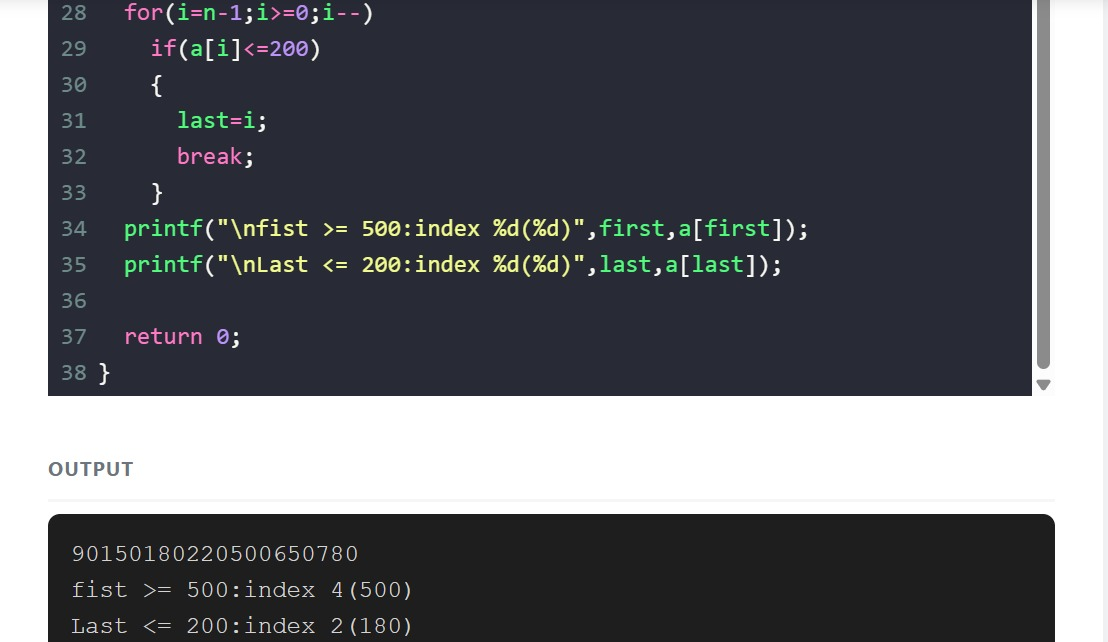 28 for(i=n-1;i>=0;i--)
29 if(a[i]<=200)
30 {
31 last=i;
32 break;
33 }
34 printf("\nfist >= 500:index %d(%d)",first,a[first]);
35 printf("\nLast <= 200:index %d(%d)",last,a[last]);
36
37 return 0;
38 }
OUTPUT
90150180220500650780
fist >= 500:index 4(500)
Last <= 200:index 2(180)